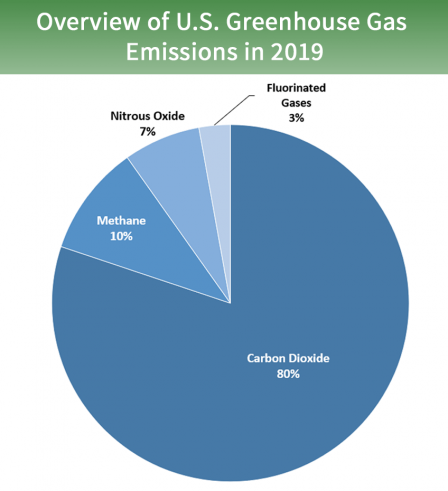 Overview of U.S. Greenhouse Gas
Emissions in 2019
Fluorinated
Gases
3%
Nitrous Oxide
7%
Methane
10%
Carbon Dioxide
80%